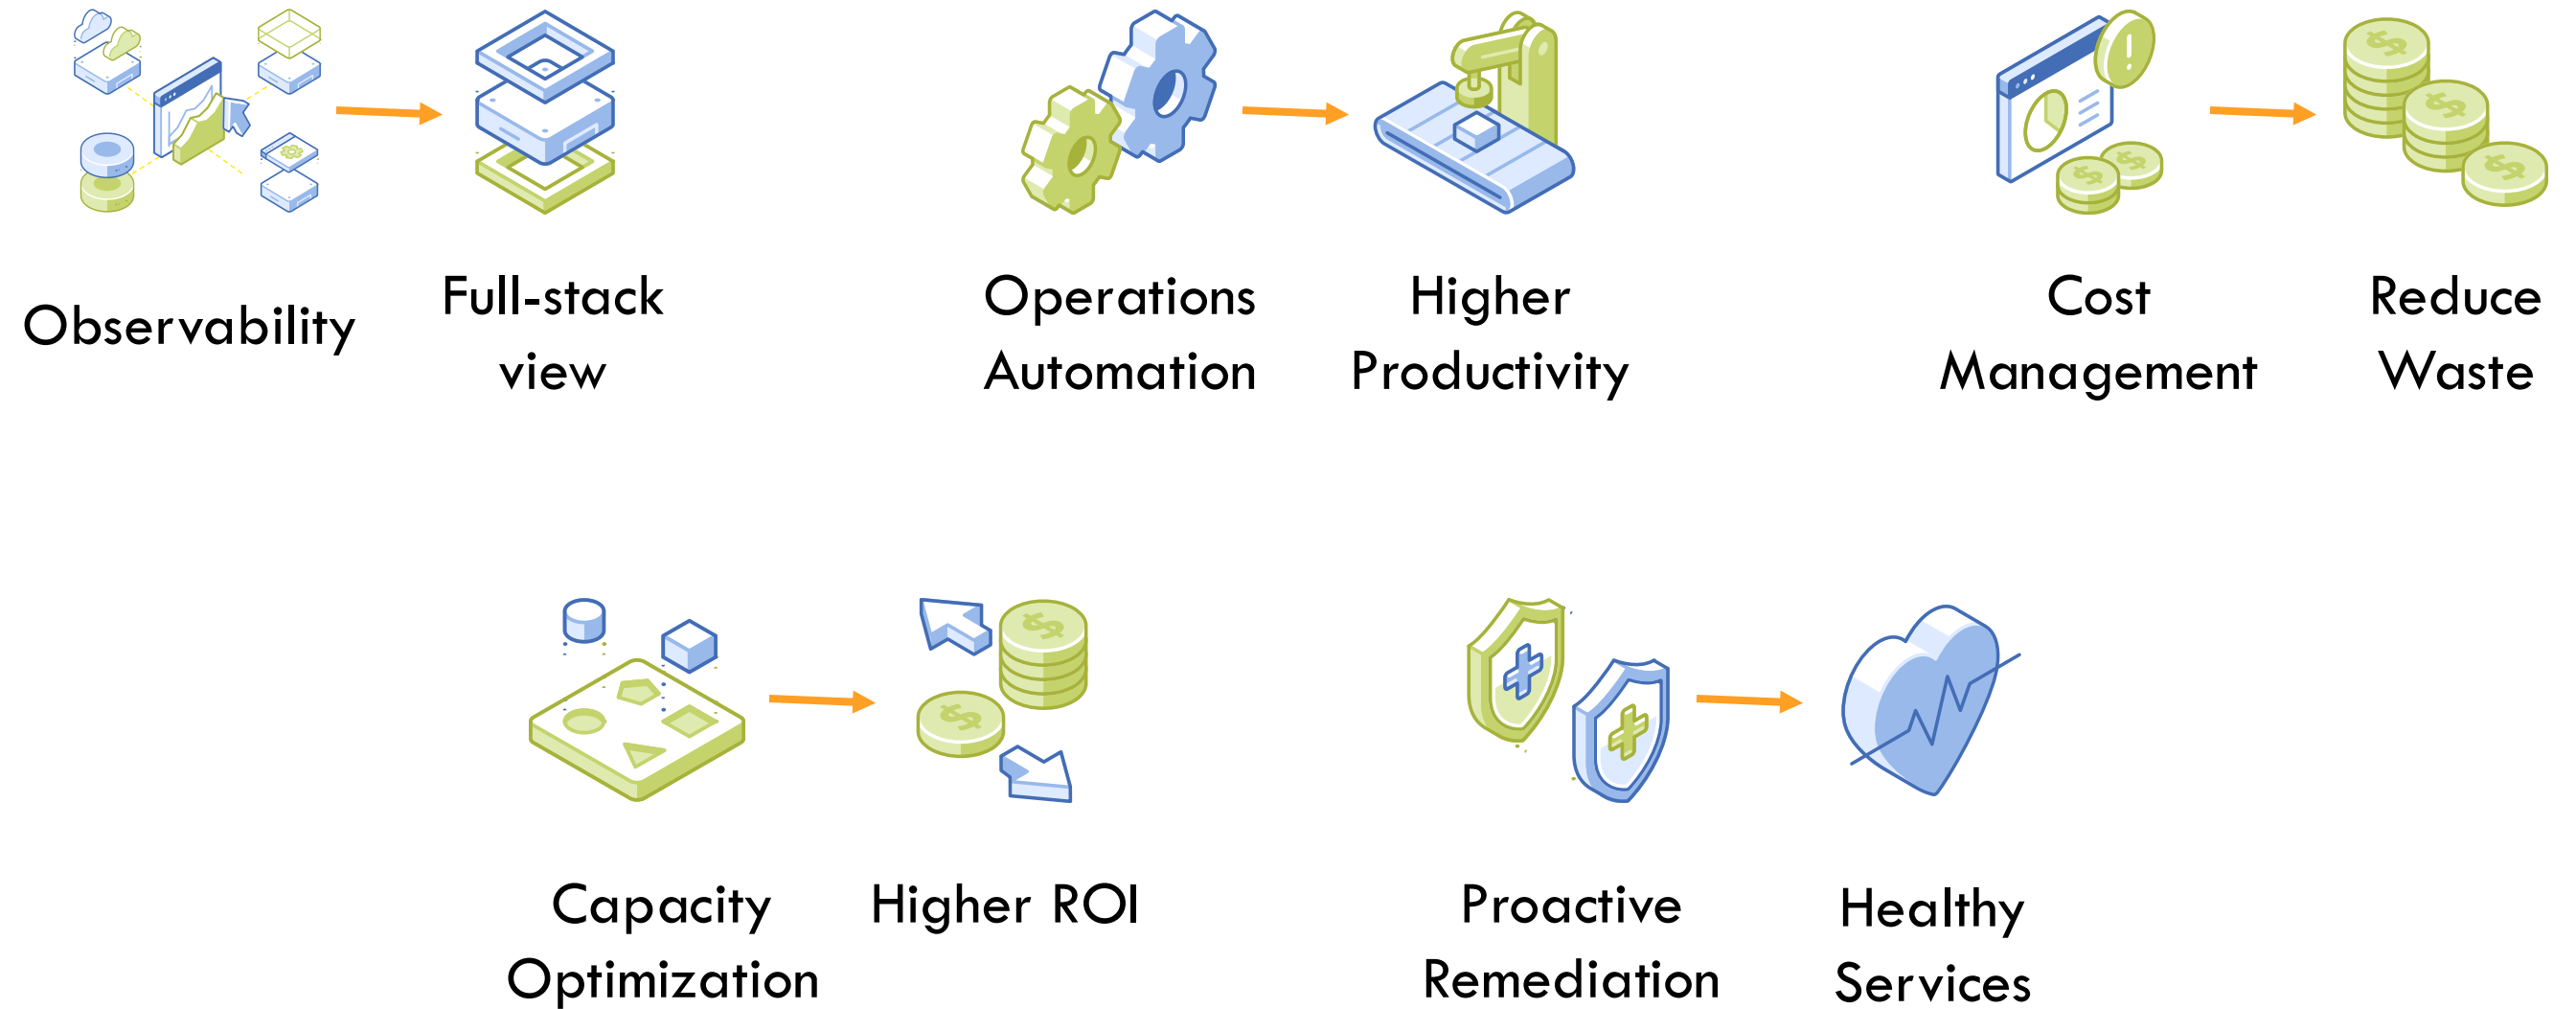 Observability
Full-stack
view
Operations
Automation
Higher
Productivity
Cost
Management
Reduce
Waste
Capacity
Optimization
Higher ROI
Proactive
Remediation
Healthy
Services